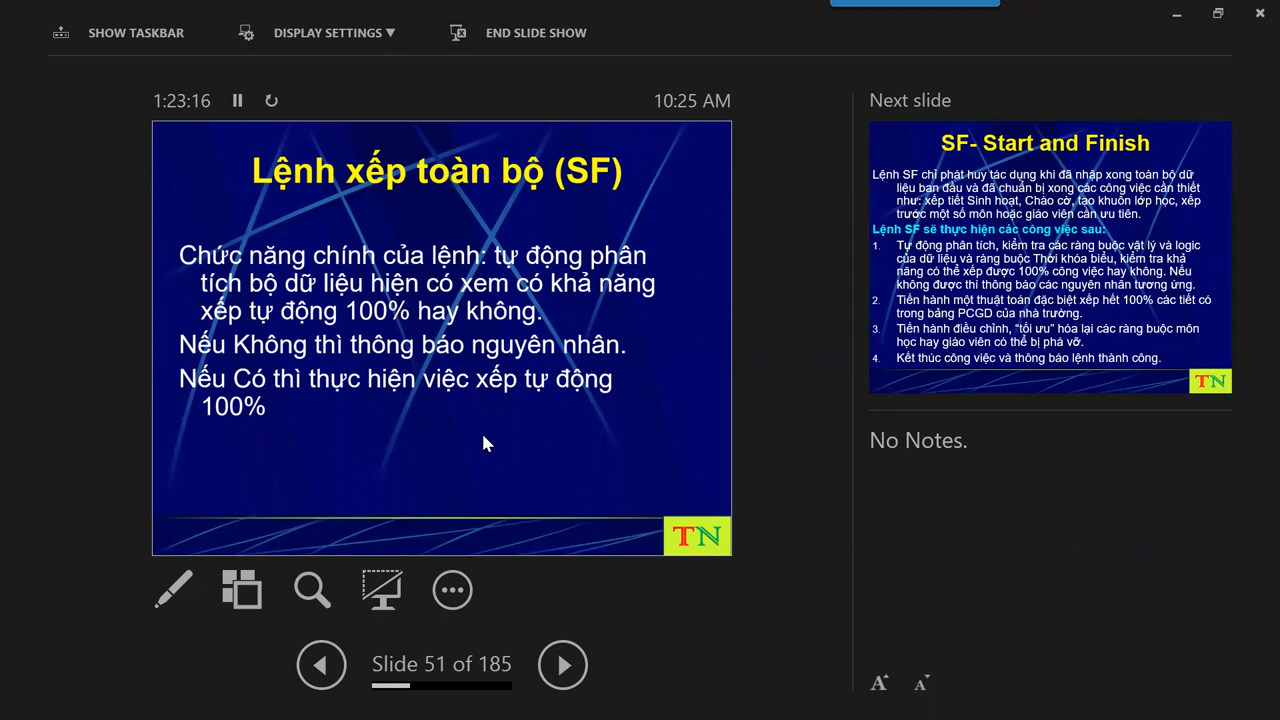 SHOW TASKBAR
DISPLAY SETTINGS ▼
END SLIDE SHOW
1:23:16
10:25 AM
Lệnh xếp toàn bộ (SF)
Chức năng chính của lệnh: tự động phân
tích bộ dữ liệu hiện có xem có khả năng
xếp tự động 100% hay không.
Nếu Không thì thông báo nguyên nhân.
Nếu Có thì thực hiện việc xếp tự động
100%
TN
Slide 51 of 185
Next slide
SF- Start and Finish
Lệnh SF chỉ phát huy tác dụng khi đã nhập xong toàn bộ dữ
liệu ban đầu và đã chuẩn bị xong các công việc cần thiết
như: xếp tiết Sinh hoạt, Chào cờ, tạo khuôn lớp học, xếp
trước một số môn hoặc giáo viên cần ưu tiên.
Lệnh SF sẽ thực hiện các công việc sau:
1. Tự động phân tích, kiểm tra các ràng buộc vật lý và logic
của dữ liệu và ràng buộc Thời khóa biểu, kiểm tra khả
năng có thể xếp được 100% công việc hay không. Nếu
không được thì thông báo các nguyên nhân tương ứng.
2. Tiến hành một thuật toán đặc biệt xếp hết 100% các tiết có
trong bảng PCGD của nhà trường.
3. Tiến hành điều chỉnh, “tối ưu” hóa lại các ràng buộc môn
học hay giáo viên có thể bị phá vỡ.
4. Kết thúc công việc và thông báo lệnh thành công.
TN
No Notes.
A A